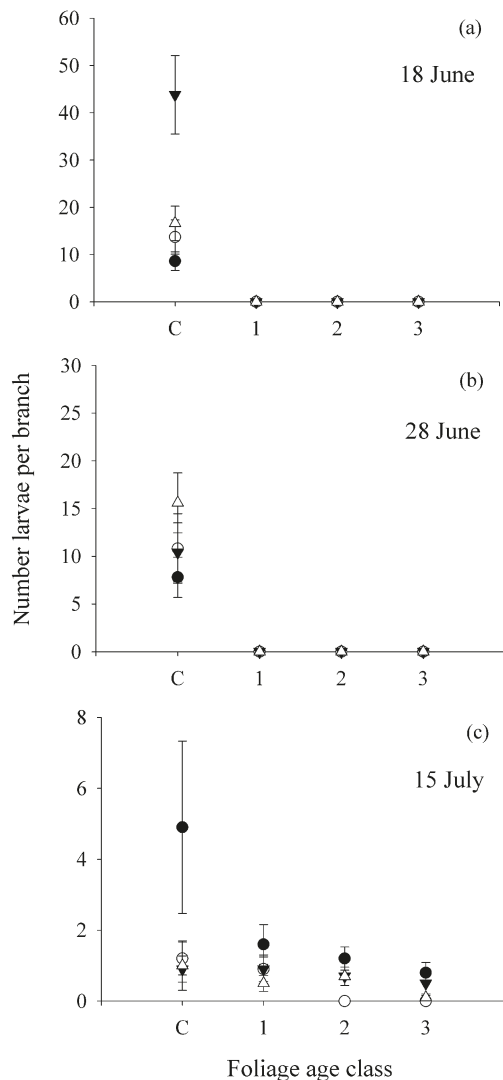 (a)
18 June
60
50
40
30
20
10
0
C 1 2 3
(b)
28 June
30
25
20
15
10
5
0
C 1 2 3
Number larvae per branch
(c)
15 July
8
6
4
2
0
C 1 2 3
Foliage age class